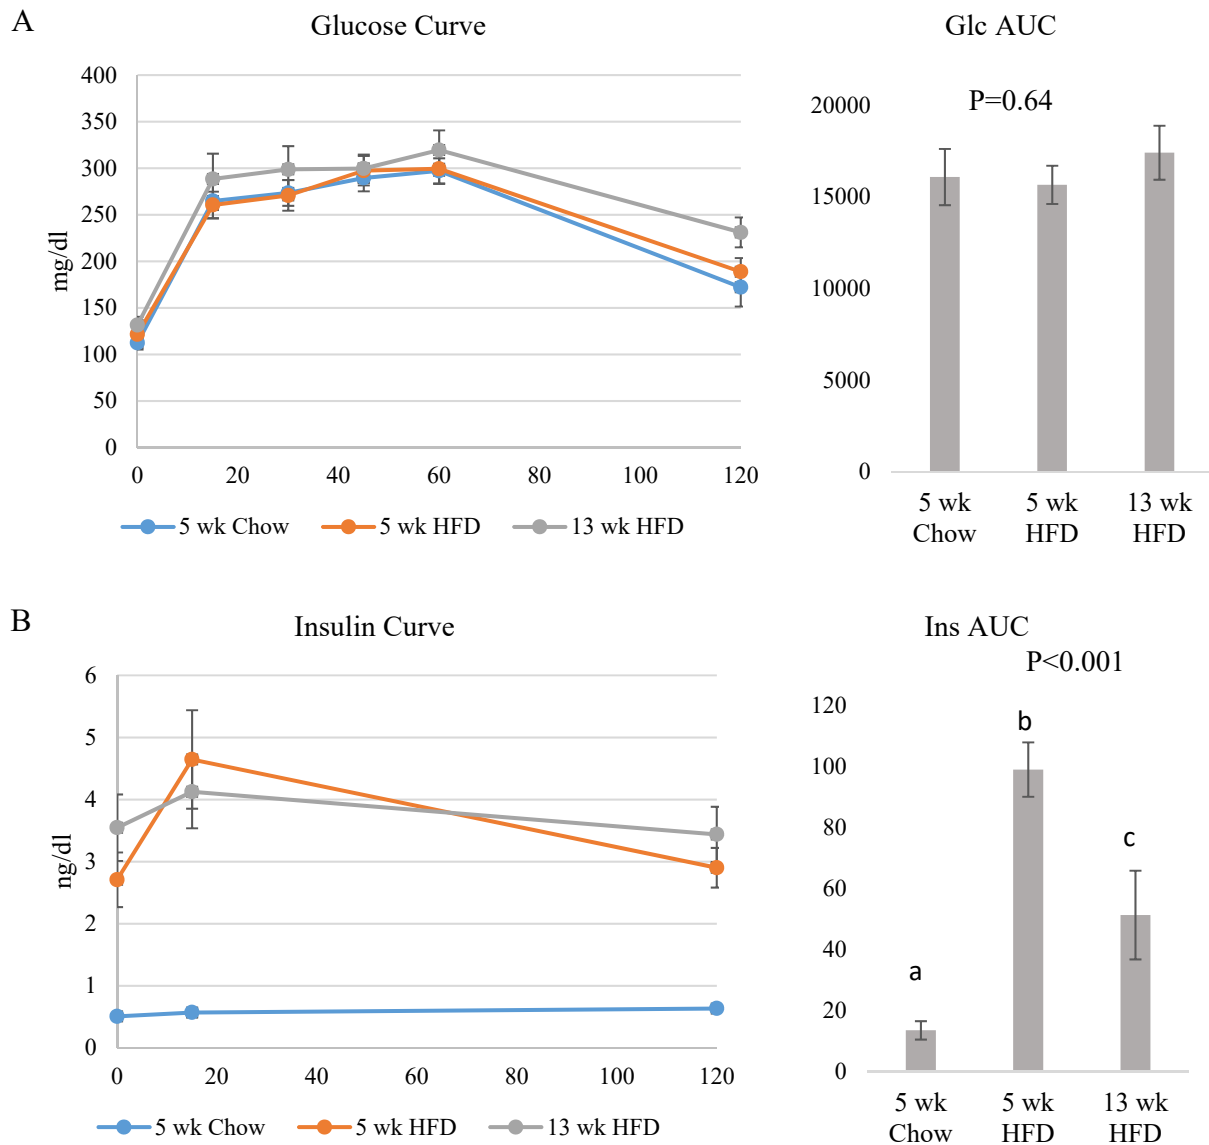 A
Glucose Curve
Glc AUC
400
350
300
250
200
150
100
50
0
mg/dl
0 20 40 60 80 100 120
5 wk Chow 5 wk HFD 13 wk HFD
P=0.64
20000
15000
10000
5000
0
5 wk 5 wk 13 wk
Chow HFD HFD
B
Insulin Curve
Ins AUC
6
5
4
3
2
1
0
ng/dl
0 20 40 60 80 100 120
5 wk Chow 5 wk HFD 13 wk HFD
P<0.001
120
100
80
60
40
20
0
a
b
c
5 wk 5 wk 13 wk
Chow HFD HFD